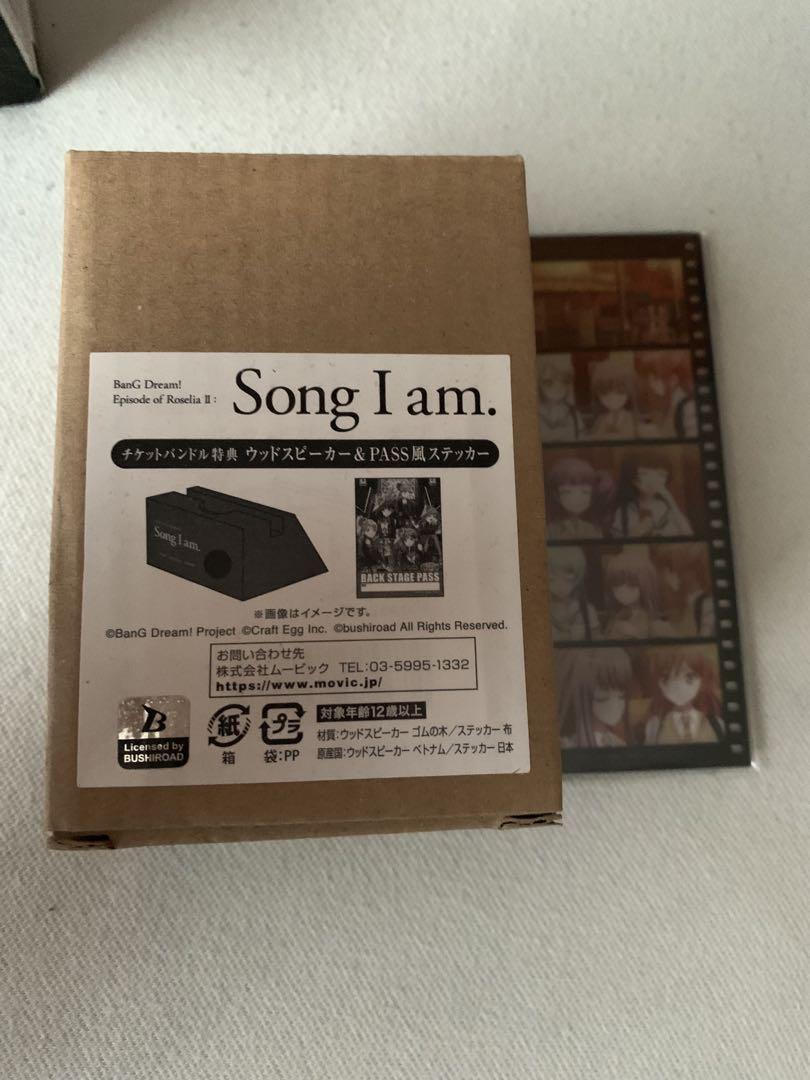 BanG Dream!
Episode of Roselia II : Song I am.
チケットバンドル特典 ウッドスピーカー＆PASS風ステッカー
Song I am.
BACK STAGE PASS
※画像はイメージです。
©BanG Dream! Project ©Craft Egg Inc. ©bushiroad All Rights Reserved.
お問い合わせ先
株式会社ムービック TEL:03-5995-1332
https://www.movic.jp/
B
Licensed by
BUSHIROAD
紙
箱
プラ
袋:PP
対象年齢12歳以上
材質:ウッドスピーカー ゴムの木／ステッカー 布
原産国:ウッドスピーカー ベトナム／ステッカー 日本